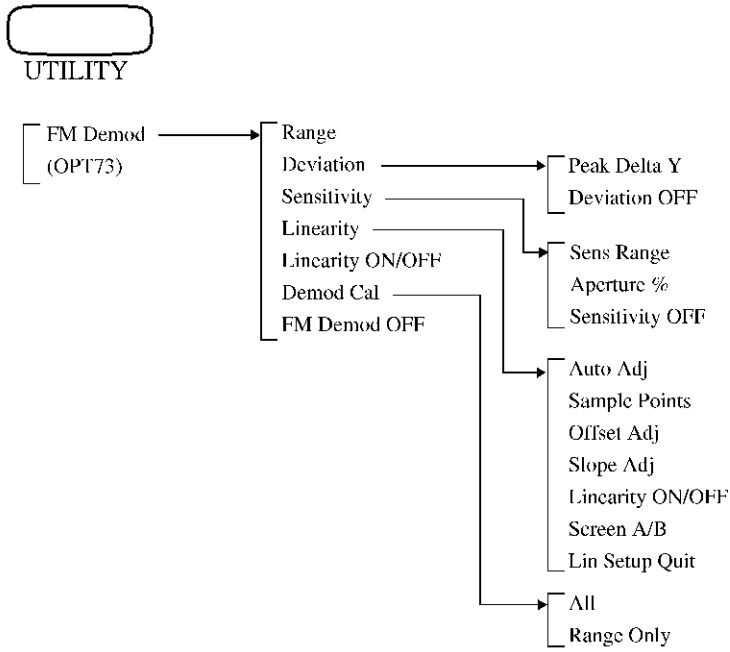 UTILITY
FM Demod
(OPT73)
Range
Deviation
Sensitivity
Linearity
Linearity ON/OFF
Demod Cal
FM Demod OFF
Peak Delta Y
Deviation OFF
Sens Range
Aperture %
Sensitivity OFF
Auto Adj
Sample Points
Offset Adj
Slope Adj
Linearity ON/OFF
Screen A/B
Lin Setup Quit
All
Range Only